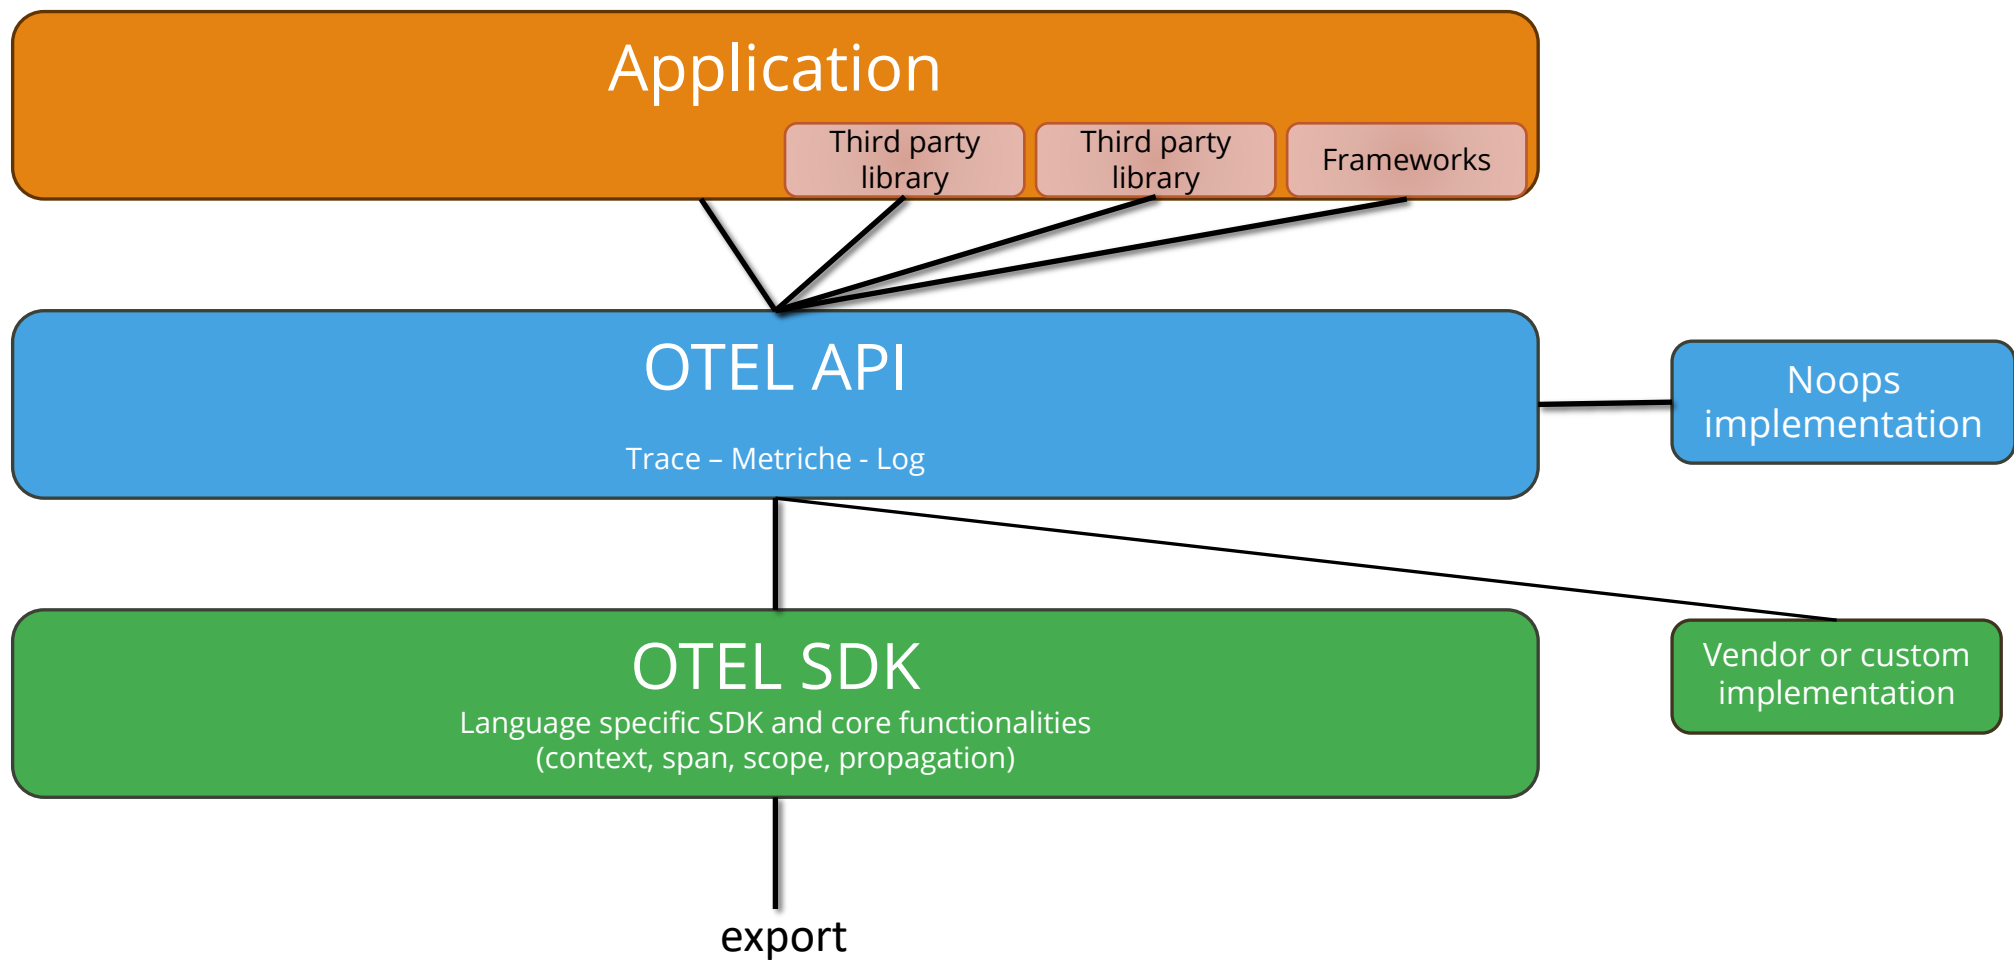 Application
Third party
library
Third party
library
Frameworks
OTEL API
Trace – Metriche - Log
Noops
implementation
OTEL SDK
Language specific SDK and core functionalities
(context, span, scope, propagation)
Vendor or custom
implementation
export